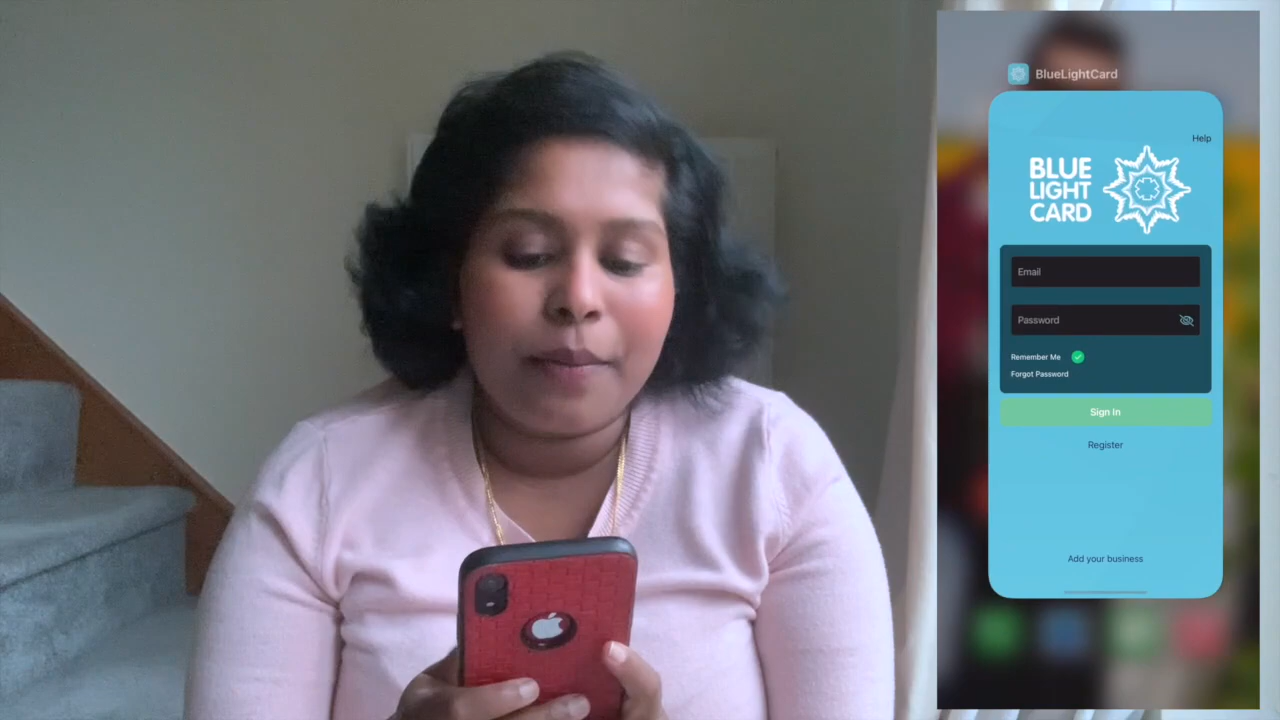 BlueLightCard
Help
BLUE
LIGHT
CARD
Email
Password
Remember Me
Forgot Password
Sign In
Register
Add your business